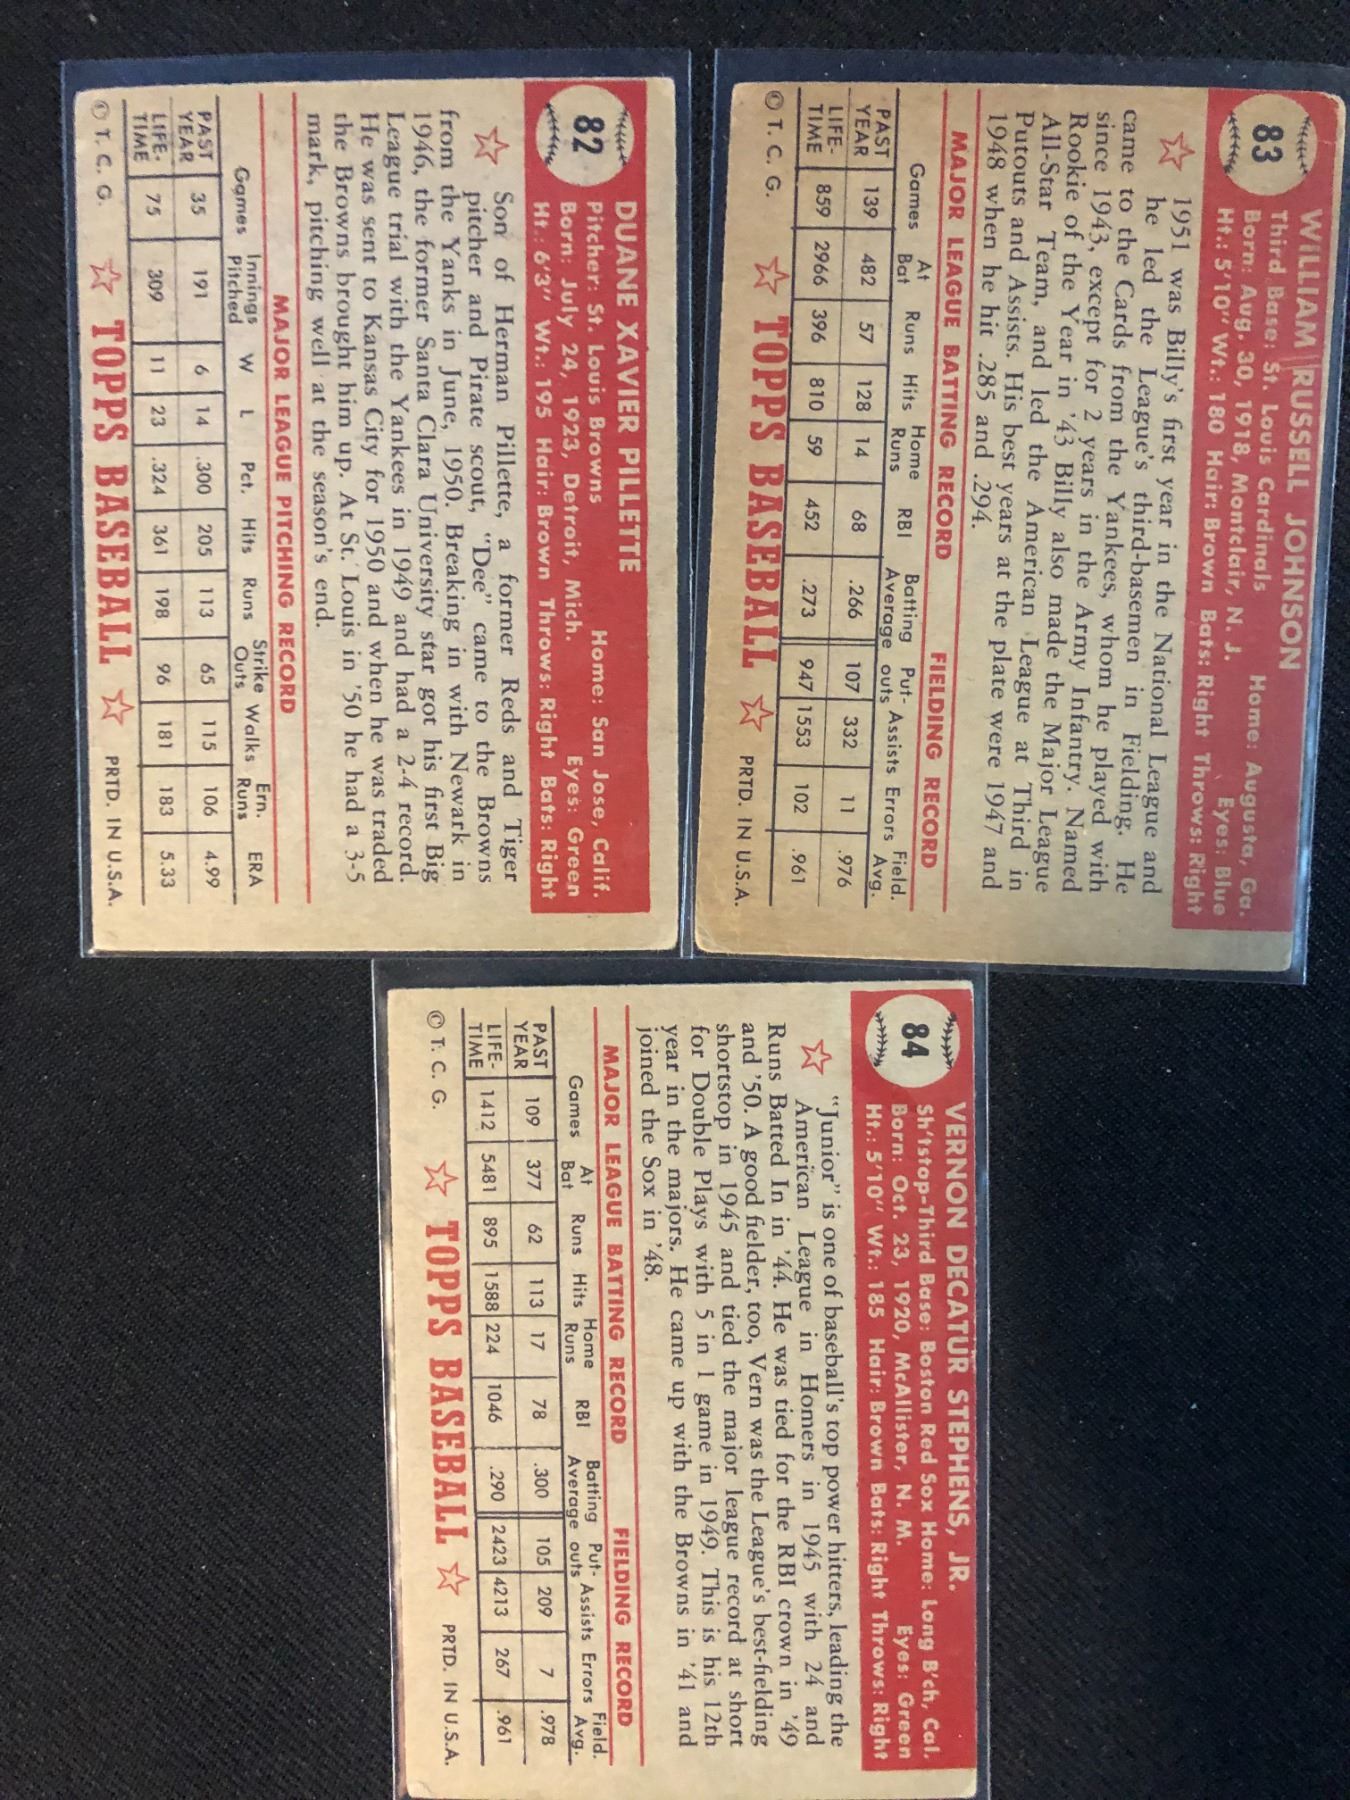 82
DUANE XAVIER PILLETTE
Pitcher: St. Louis Browns Home: San Jose, Calif.
Born: July 24, 1923, Detroit, Mich. Eyes: Green
Ht.: 6'3" Wt.: 195 Hair: Brown Throws: Right Bats: Right
Son of Herman Pillette, a former Reds and Tiger
pitcher and Pirate scout, "Dee" came to the Browns
from the Yanks in June, 1950. Breaking in with Newark in
1946, the former Santa Clara University star got his first Big
League trial with the Yankees in 1949 and had a 2-4 record.
He was sent to Kansas City for 1950 and when he was traded
the Browns brought him up. At St. Louis in '50 he had a 3-5
mark, pitching well at the season's end.
MAJOR LEAGUE PITCHING RECORD
Games Innings Pitched W L Pct. Hits Runs Strike Outs Walks Ern. Runs ERA
PAST YEAR 35 191 6 14 .300 205 113 65 115 106 4.99
LIFE-TIME 75 309 11 23 .324 361 198 96 181 183 5.33
© T. C. G. TOPPS BASEBALL PRTD. IN U.S.A.
83
WILLIAM RUSSELL JOHNSON
Third Base: St. Louis Cardinals Home: Augusta, Ga.
Born: Aug. 30, 1918, Montclair, N. J. Eyes: Blue
Ht.: 5'10" Wt.: 180 Hair: Brown Bats: Right Throws: Right
1951 was Billy's first year in the National League and
he led the League's third-basemen in Fielding. He
came to the Cards from the Yankees, whom he played with
since 1943, except for 2 years in the Army Infantry. Named
Rookie of the Year in '43 Billy also made the Major League
All-Star Team, and led the American League at Third in
Putouts and Assists. His best years at the plate were 1947 and
1948 when he hit .285 and .294.
MAJOR LEAGUE BATTING RECORD FIELDING RECORD
Games At Bat Runs Hits Home Runs RBI Batting Average Put-outs Assists Errors Field. Avg.
PAST YEAR 139 482 57 128 14 68 .266 107 332 11 .976
LIFE-TIME 859 2966 396 810 59 452 .273 947 1553 102 .961
© T. C. G. TOPPS BASEBALL PRTD. IN U.S.A.
84
VERNON DECATUR STEPHENS, JR.
Sh'tstop-Third Base: Boston Red Sox Home: Long B'ch, Cal.
Born: Oct. 23, 1920, McAllister, N. M. Eyes: Green
Ht.: 5'10" Wt.: 185 Hair: Brown Bats: Right Throws: Right
"Junior" is one of baseball's top power hitters, leading the
American League in Homers in 1945 with 24 and
Runs Batted In in '44. He was tied for the RBI crown in '49
and '50. A good fielder, too, Vern was the League's best-fielding
shortstop in 1945 and tied the major league record at short
for Double Plays with 5 in 1 game in 1949. This is his 12th
year in the majors. He came up with the Browns in '41 and
joined the Sox in '48.
MAJOR LEAGUE BATTING RECORD FIELDING RECORD
Games At Bat Runs Hits Home Runs RBI Batting Average Put-outs Assists Errors Field. Avg.
PAST YEAR 109 377 62 113 17 78 .300 105 209 7 .978
LIFE-TIME 1412 5481 895 1588 224 1046 .290 2423 4213 267 .961
© T. C. G. TOPPS BASEBALL PRTD. IN U.S.A.